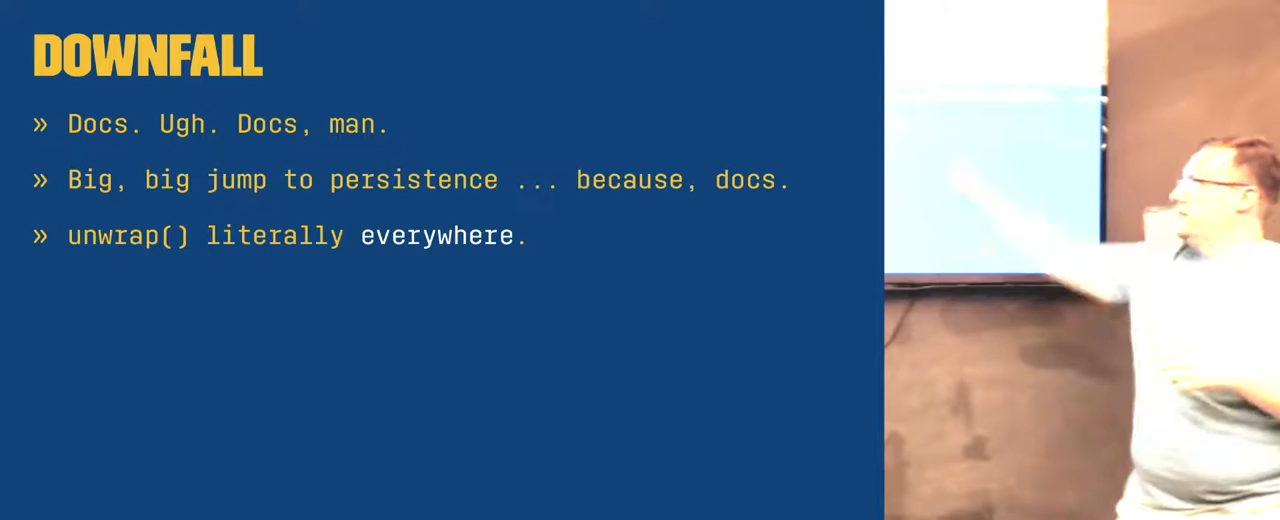 DOWNFALL
» Docs. Ugh. Docs, man.
» Big, big jump to persistence ... because, docs.
» unwrap() literally everywhere.